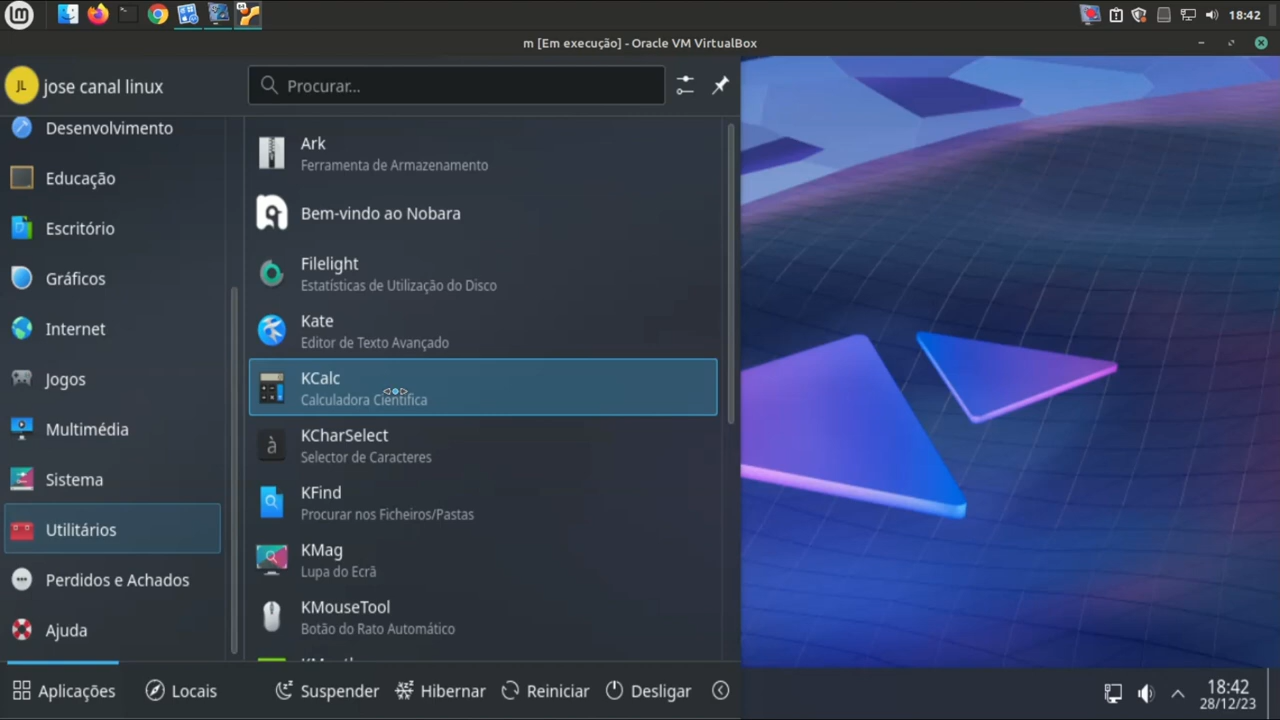 18:42
m [Em execução] - Oracle VM VirtualBox
JL
jose canal linux
Procurar...
Desenvolvimento
Educação
Escritório
Gráficos
Internet
Jogos
Multimédia
Sistema
Utilitários
Perdidos e Achados
Ajuda
Ark
Ferramenta de Armazenamento
Bem-vindo ao Nobara
Filelight
Estatísticas de Utilização do Disco
Kate
Editor de Texto Avançado
KCalc
Calculadora Científica
KCharSelect
Selector de Caracteres
KFind
Procurar nos Ficheiros/Pastas
KMag
Lupa do Ecrã
KMouseTool
Botão do Rato Automático
Aplicações
Locais
Suspender
Hibernar
Reiniciar
Desligar
18:42
28/12/23